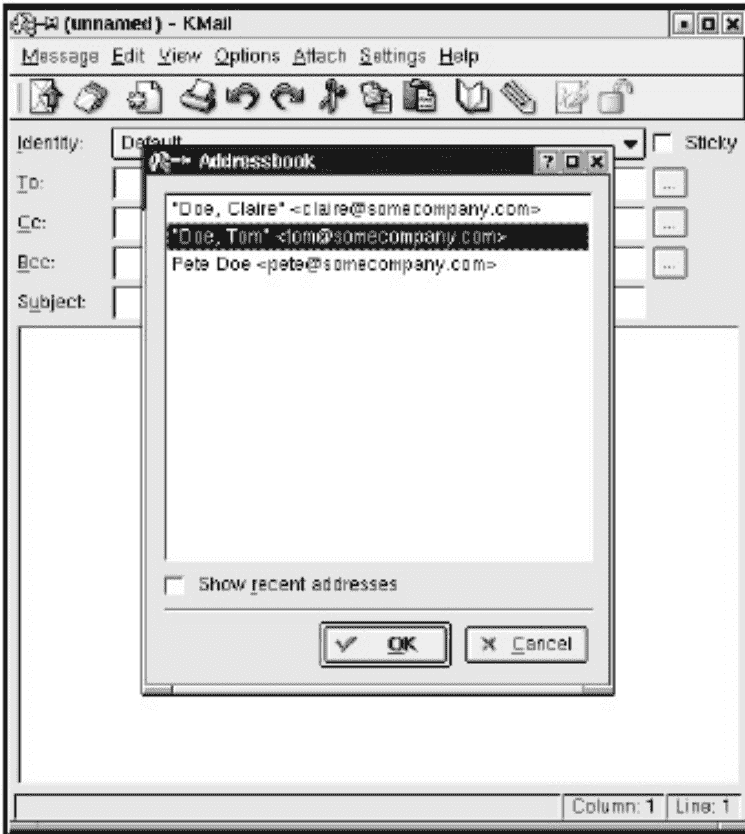 (unnamed) - KMail
Message Edit View Options Attach Settings Help
Identity: Default Sticky
Addressbook
To: ...
Cc: ...
Bcc: ...
Subject:
"Doe, Claire" <claire@somecompany.com>
"Doe, Tom" <tom@somecompany.com>
Pete Doe <pete@somecompany.com>
Show recent addresses
OK Cancel
Column: 1 Line: 1